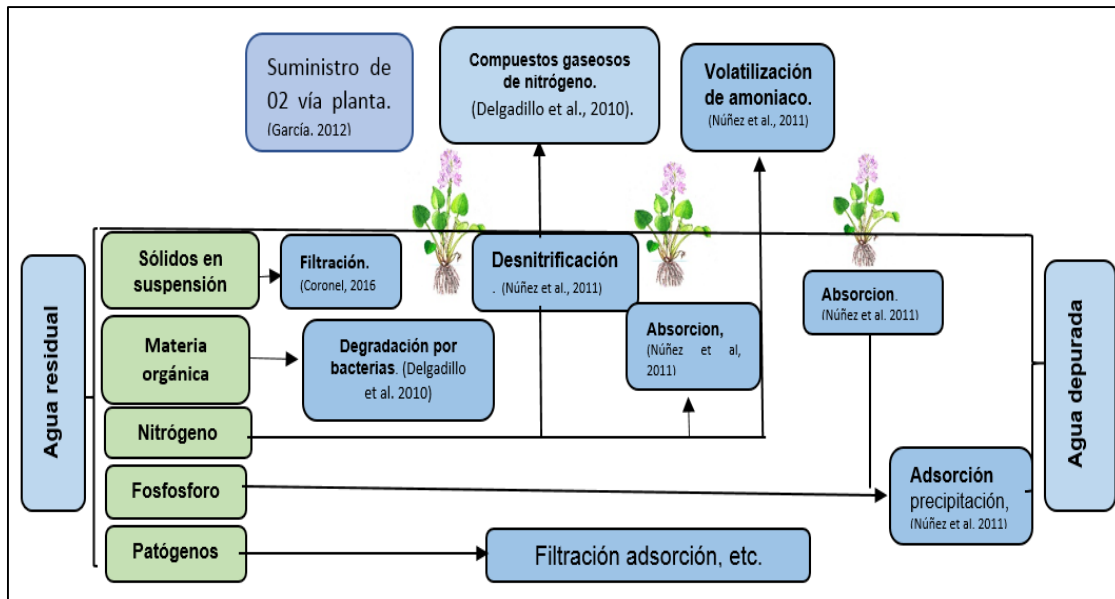 Suministro de
02 vía planta.
(García. 2012)
Compuestos gaseosos
de nitrógeno.
(Delgadillo et al., 2010).
Volatilización
de amoniaco.
(Núñez et al., 2011)
Agua residual
Sólidos en
suspensión
Filtración.
(Coronel, 2016
Desnitrificación
. (Núñez et al., 2011)
Absorcion.
(Núñez et al. 2011)
Absorcion,
(Núñez et al,
2011)
Materia
orgánica
Degradación por
bacterias. (Delgadillo
et al. 2010)
Nitrógeno
Fosfosforo
Adsorción
precipitación,
(Núñez et al. 2011)
Patógenos
Filtración adsorción, etc.
Agua depurada